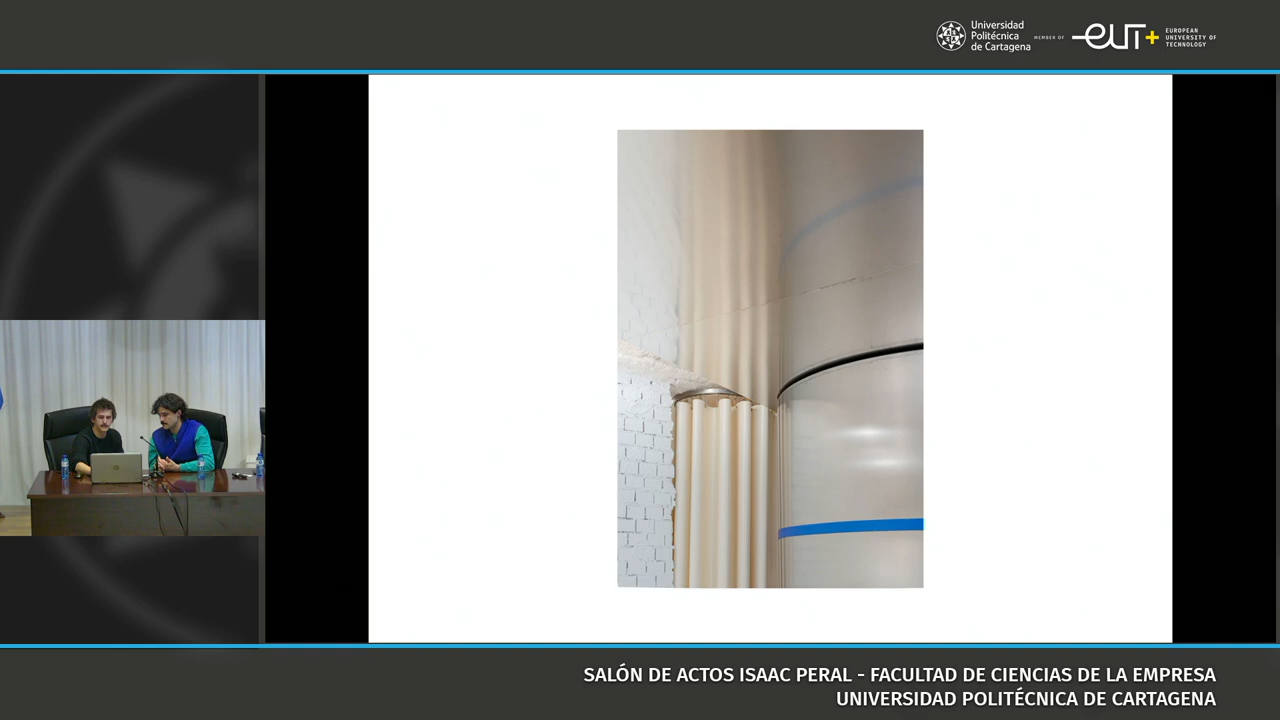 Universidad
Politécnica
de Cartagena
MEMBER OF
EUT+
EUROPEAN
UNIVERSITY OF
TECHNOLOGY
SALÓN DE ACTOS ISAAC PERAL - FACULTAD DE CIENCIAS DE LA EMPRESA
UNIVERSIDAD POLITÉCNICA DE CARTAGENA